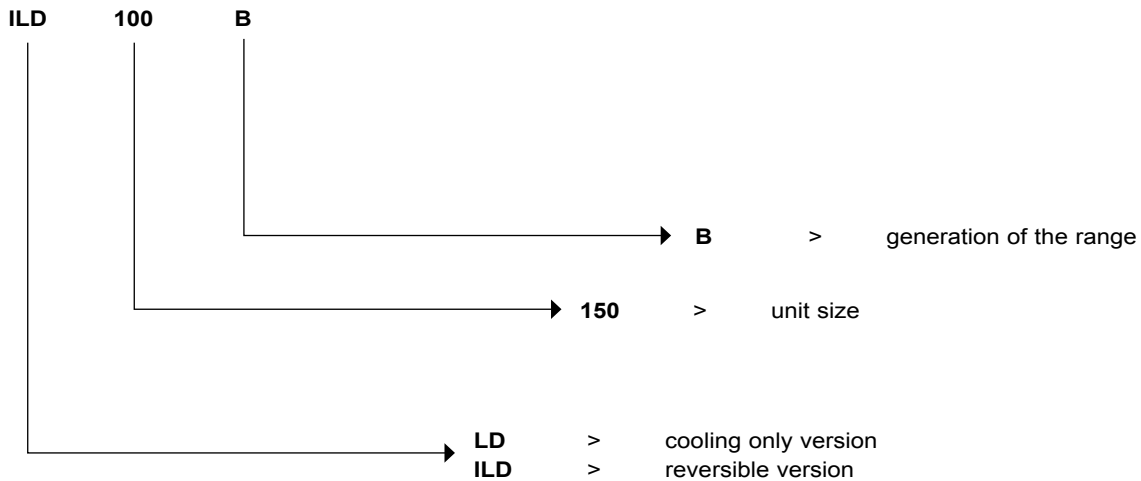 ILD 100 B
B > generation of the range
150 > unit size
LD > cooling only version
ILD > reversible version